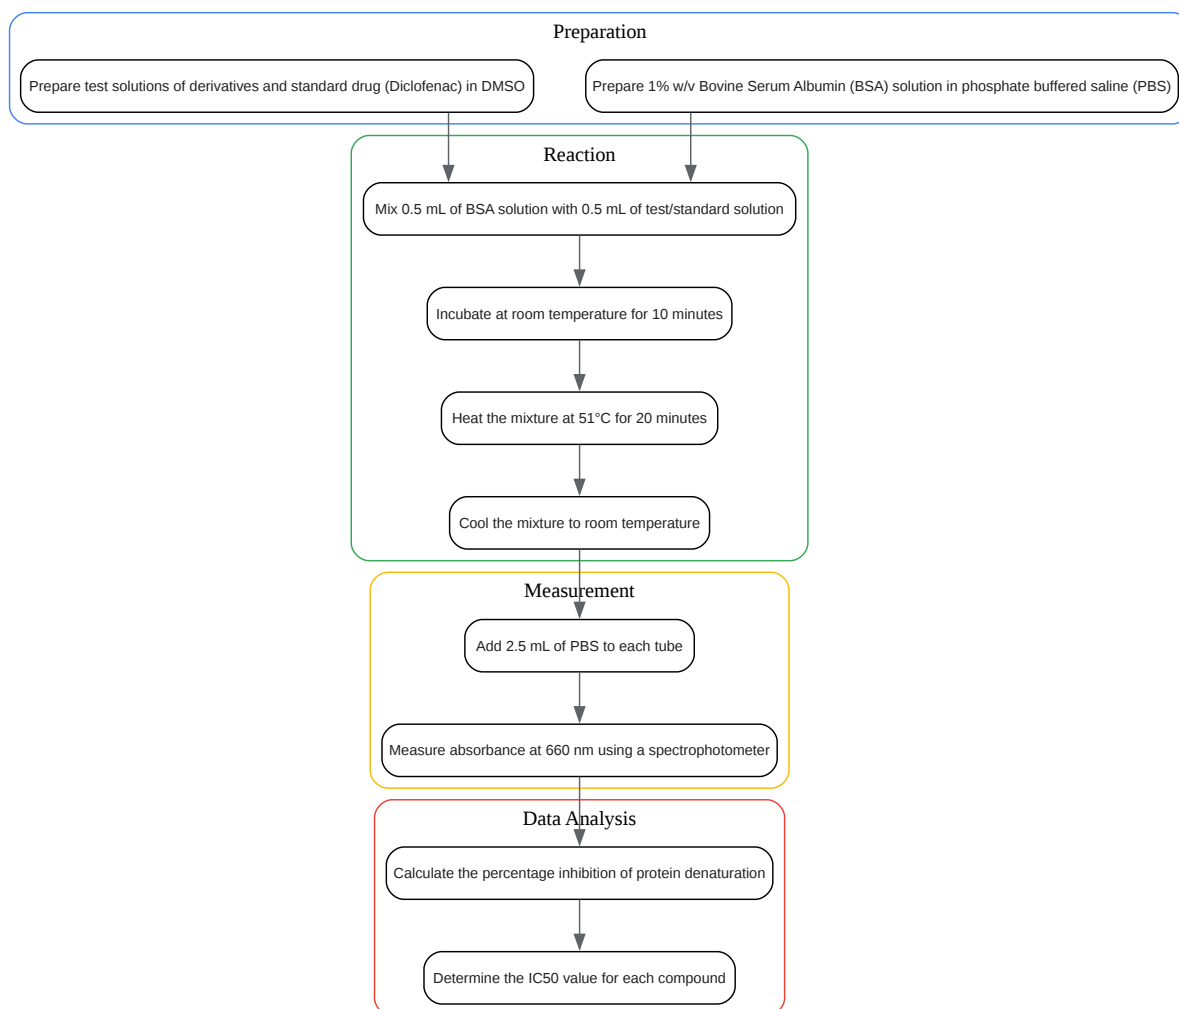 Preparation
Prepare test solutions of derivatives and standard drug (Diclofenac) in DMSO
Prepare 1% w/v Bovine Serum Albumin (BSA) solution in phosphate buffered saline (PBS)
Reaction
Mix 0.5 mL of BSA solution with 0.5 mL of test/standard solution
Incubate at room temperature for 10 minutes
Heat the mixture at 51°C for 20 minutes
Cool the mixture to room temperature
Measurement
Add 2.5 mL of PBS to each tube
Measure absorbance at 660 nm using a spectrophotometer
Data Analysis
Calculate the percentage inhibition of protein denaturation
Determine the IC50 value for each compound